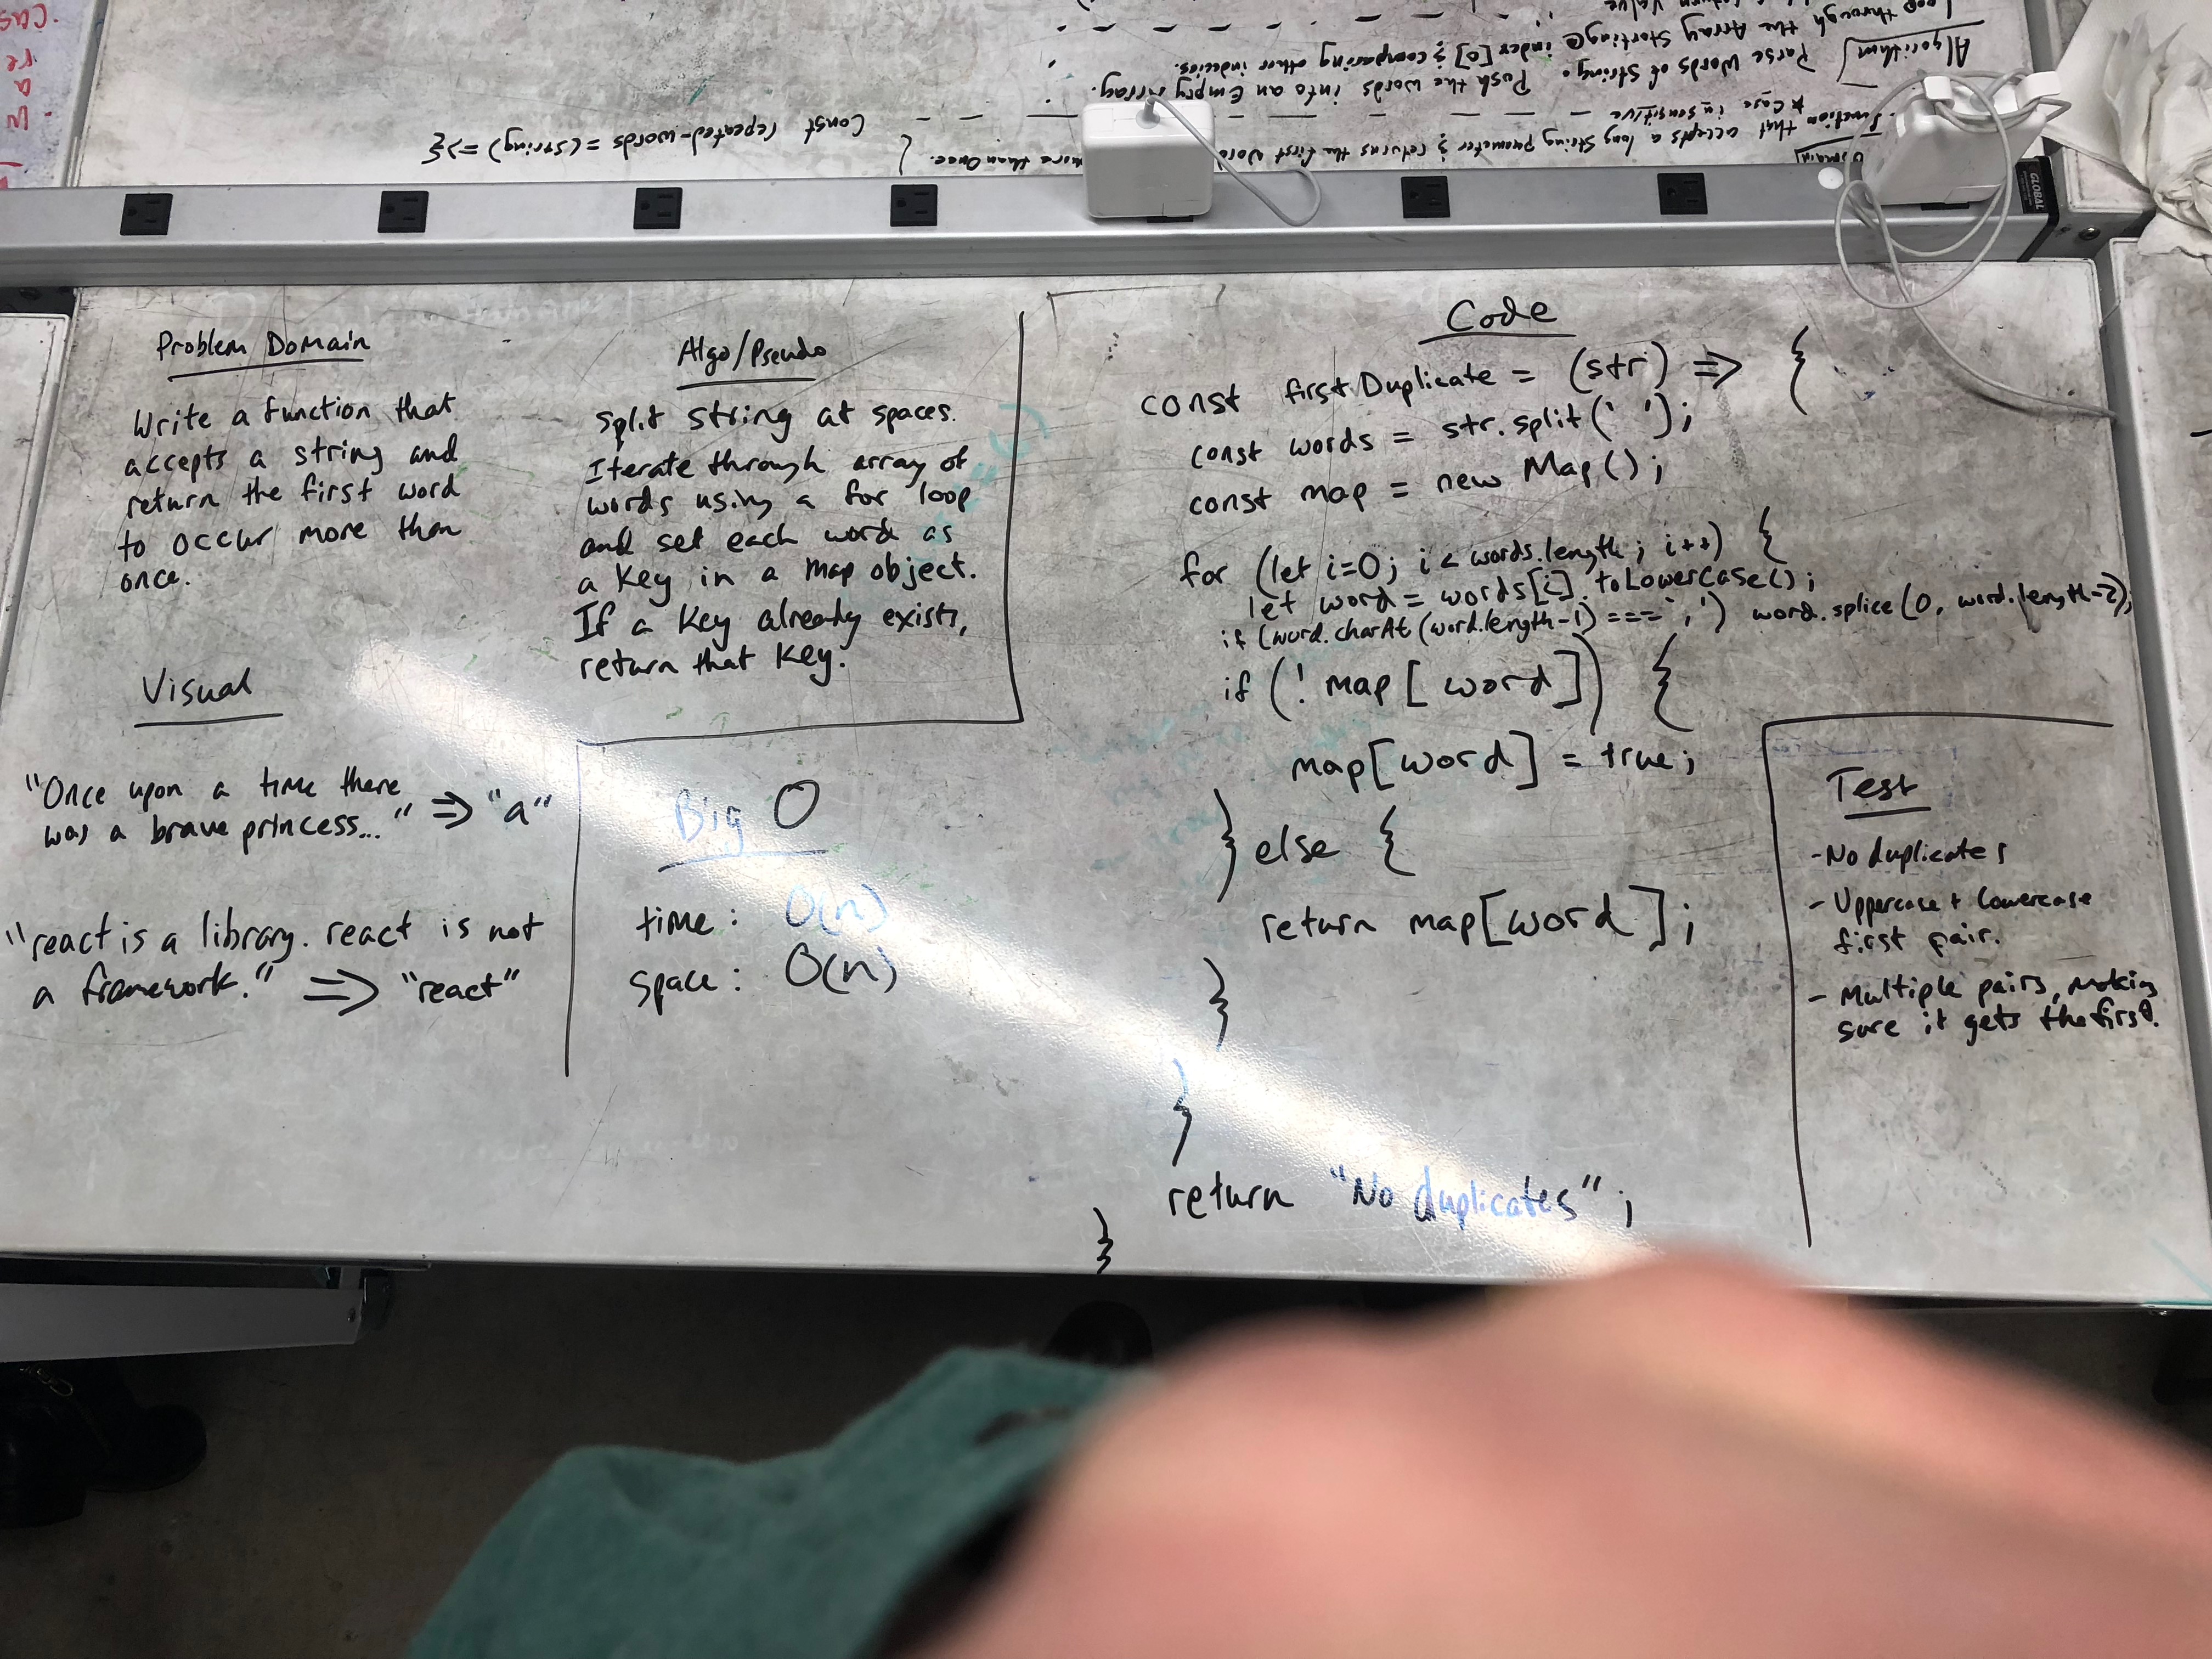 Algorithm
Parse Words of String. Push the words into an Empty Array.
the Array Starting @ index [0] & comparing other indecies.
Function that accepts a long String parameter & returns the first Word
more than Once.
* Case insensitive
Const repeated-words = (string) => {
GLOBAL
Problem Domain
Write a function that
accepts a string and
return the first word
to occur more than
once.
Visual
"Once upon a time there
was a brave princess..." => "a"
"react is a library. react is not
a framework." => "react"
Algo/Pseudo
Split string at spaces.
Iterate through array of
words using a for loop
and set each word as
a key in a map object.
If a key already exists,
return that key.
Big O
time: O(n)
space: O(n)
Code
const firstDuplicate = (str) => {
const words = str.split(' ');
const map = new Map();
for (let i=0; i < words.length; i++) {
let word = words[i].toLowerCase();
if (word.charAt(word.length-1) === ',') word.splice(0, word.length-2);
if (! map[word]) {
map[word] = true;
} else {
return map[word];
}
}
return "No duplicates";
}
Test
- No duplicates
- Uppercase + lowercase
first pair.
- Multiple pairs, making
sure it gets the first.